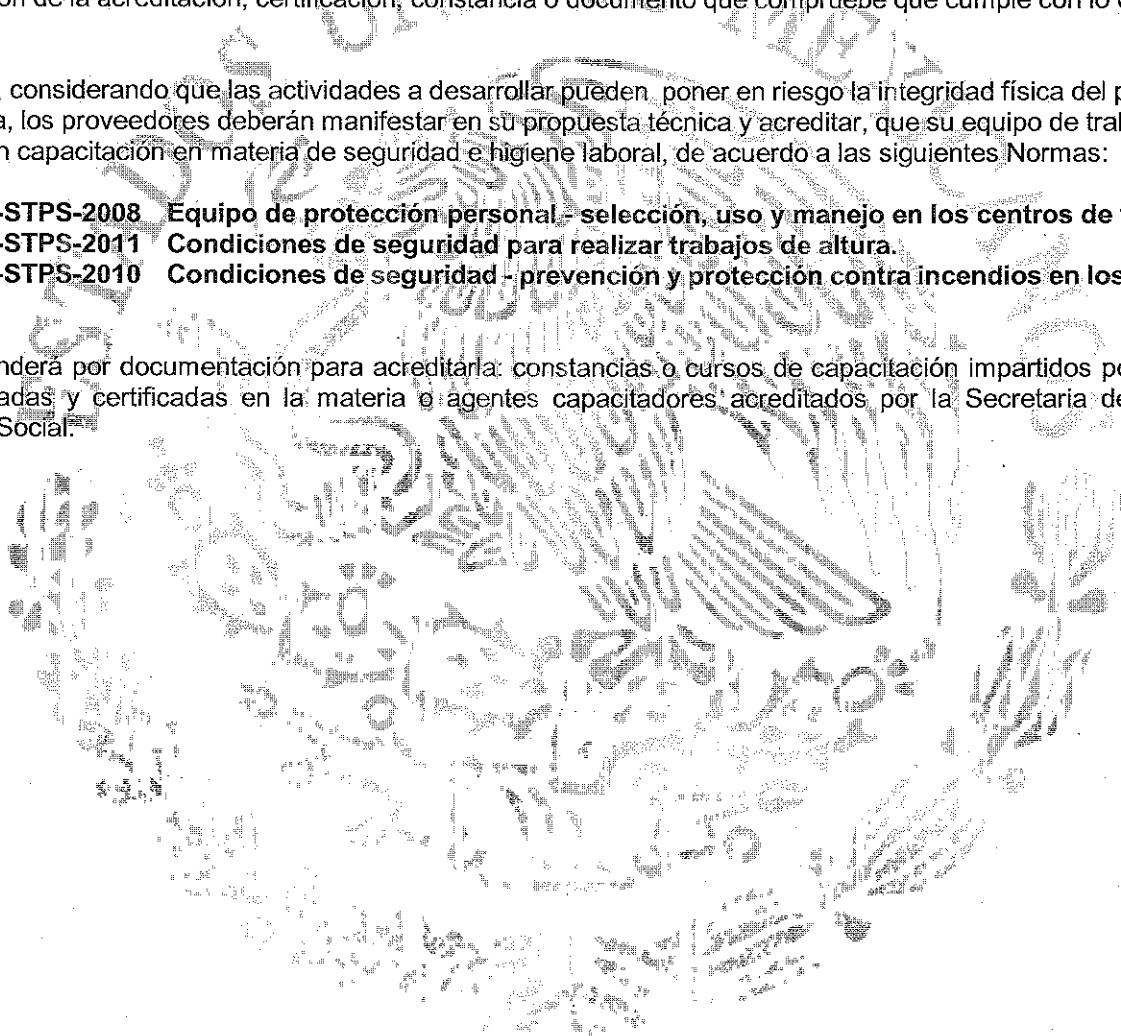 ón de la acreditación, certificación, constancia o documento que compruebe que cumple con lo
, considerando que las actividades a desarrollar pueden poner en riesgo la integridad física del
a, los proveedores deberán manifestar en su propuesta técnica y acreditar, que su equipo de
n capacitación en materia de seguridad e higiene laboral, de acuerdo a las siguientes Normas:
-STPS-2008 Equipo de protección personal - selección, uso y manejo en los centros de
-STPS-2011 Condiciones de seguridad para realizar trabajos de altura.
-STPS-2010 Condiciones de seguridad - prevención y protección contra incendios en los
nderá por documentación para acreditarla: constancias o cursos de capacitación impartidos
adas y certificadas en la materia o agentes capacitadores acreditados por la Secretaria de
Social.